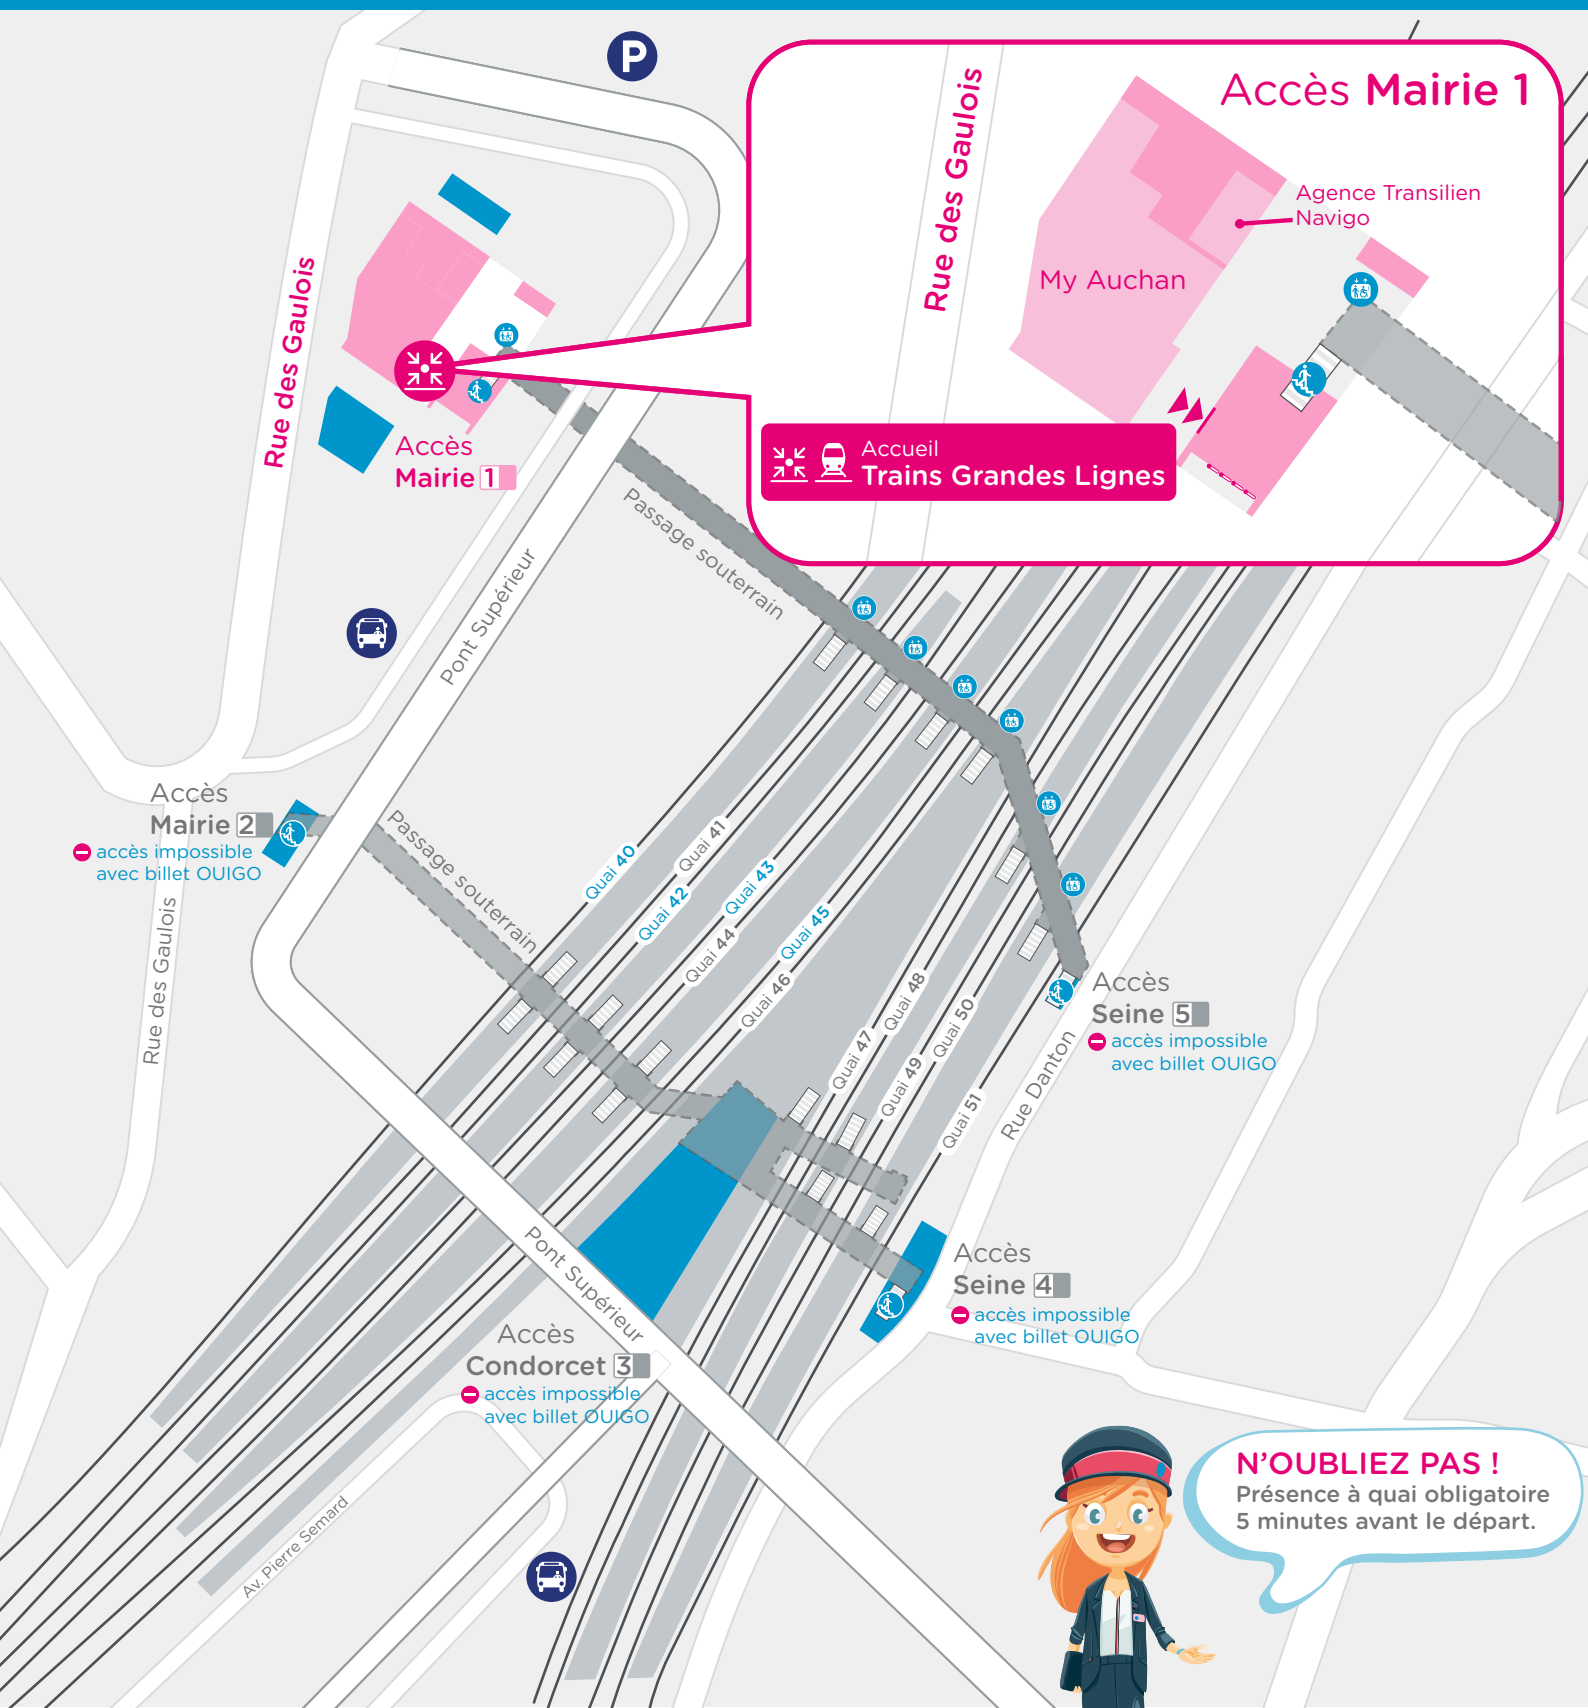 P
Accès Mairie 1
Rue des Gaulois
Agence Transilien
Navigo
My Auchan
Accueil
Trains Grandes Lignes
Rue des Gaulois
Accès
Mairie 1
Passage souterrain
Pont Supérieur
Accès
Mairie 2
accès impossible
avec billet OUIGO
Passage souterrain
Rue des Gaulois
Quai 40
Quai 41
Quai 42
Quai 43
Quai 44
Quai 45
Quai 46
Quai 47
Quai 48
Quai 49
Quai 50
Quai 51
Accès
Seine 5
accès impossible
avec billet OUIGO
Rue Danton
Pont Supérieur
Accès
Seine 4
accès impossible
avec billet OUIGO
Accès
Condorcet 3
accès impossible
avec billet OUIGO
Av. Pierre Semard
N'OUBLIEZ PAS !
Présence à quai obligatoire
5 minutes avant le départ.